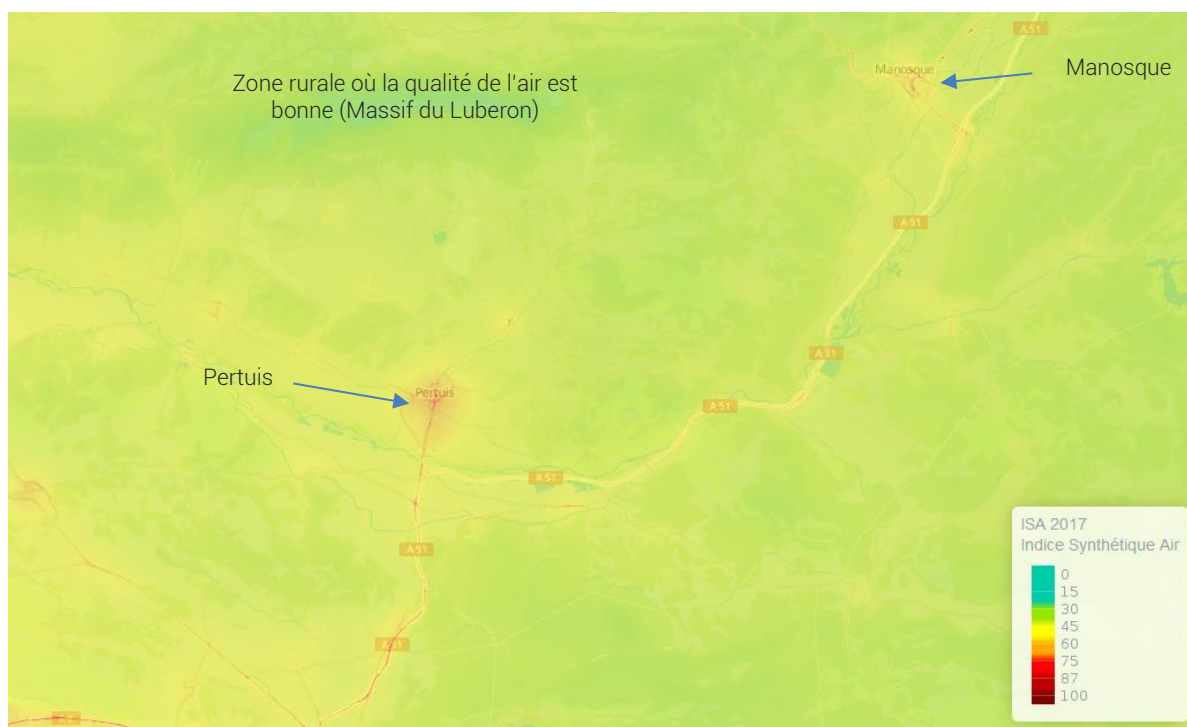 A51
Zone rurale où la qualité de l'air est
bonne (Massif du Luberon)
Manosque
Manosque
A51
Pertuis
Pertuis
A51
A51
A51
A51
A51
ISA 2017
Indice Synthétique Air
0
15
30
45
60
75
87
100